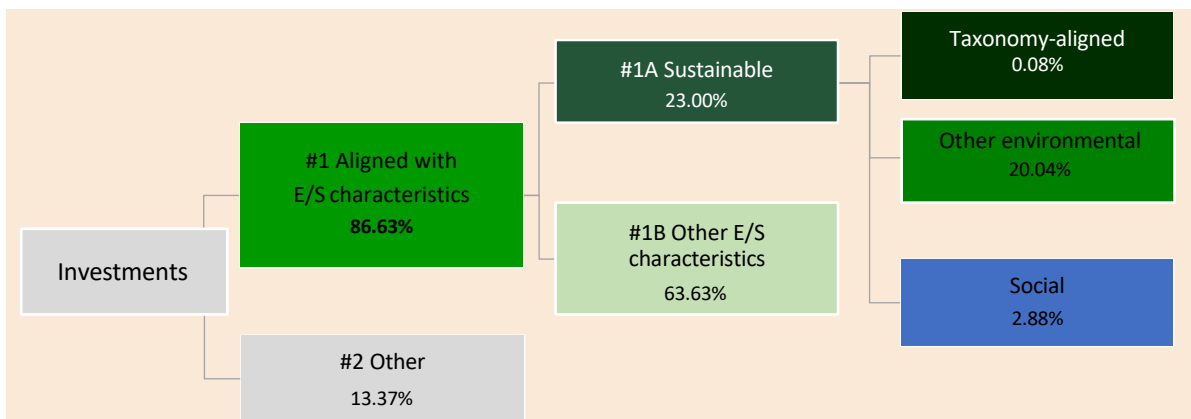 Investments
#1 Aligned with
E/S characteristics
86.63%
#2 Other
13.37%
#1A Sustainable
23.00%
#1B Other E/S
characteristics
63.63%
Taxonomy-aligned
0.08%
Other environmental
20.04%
Social
2.88%